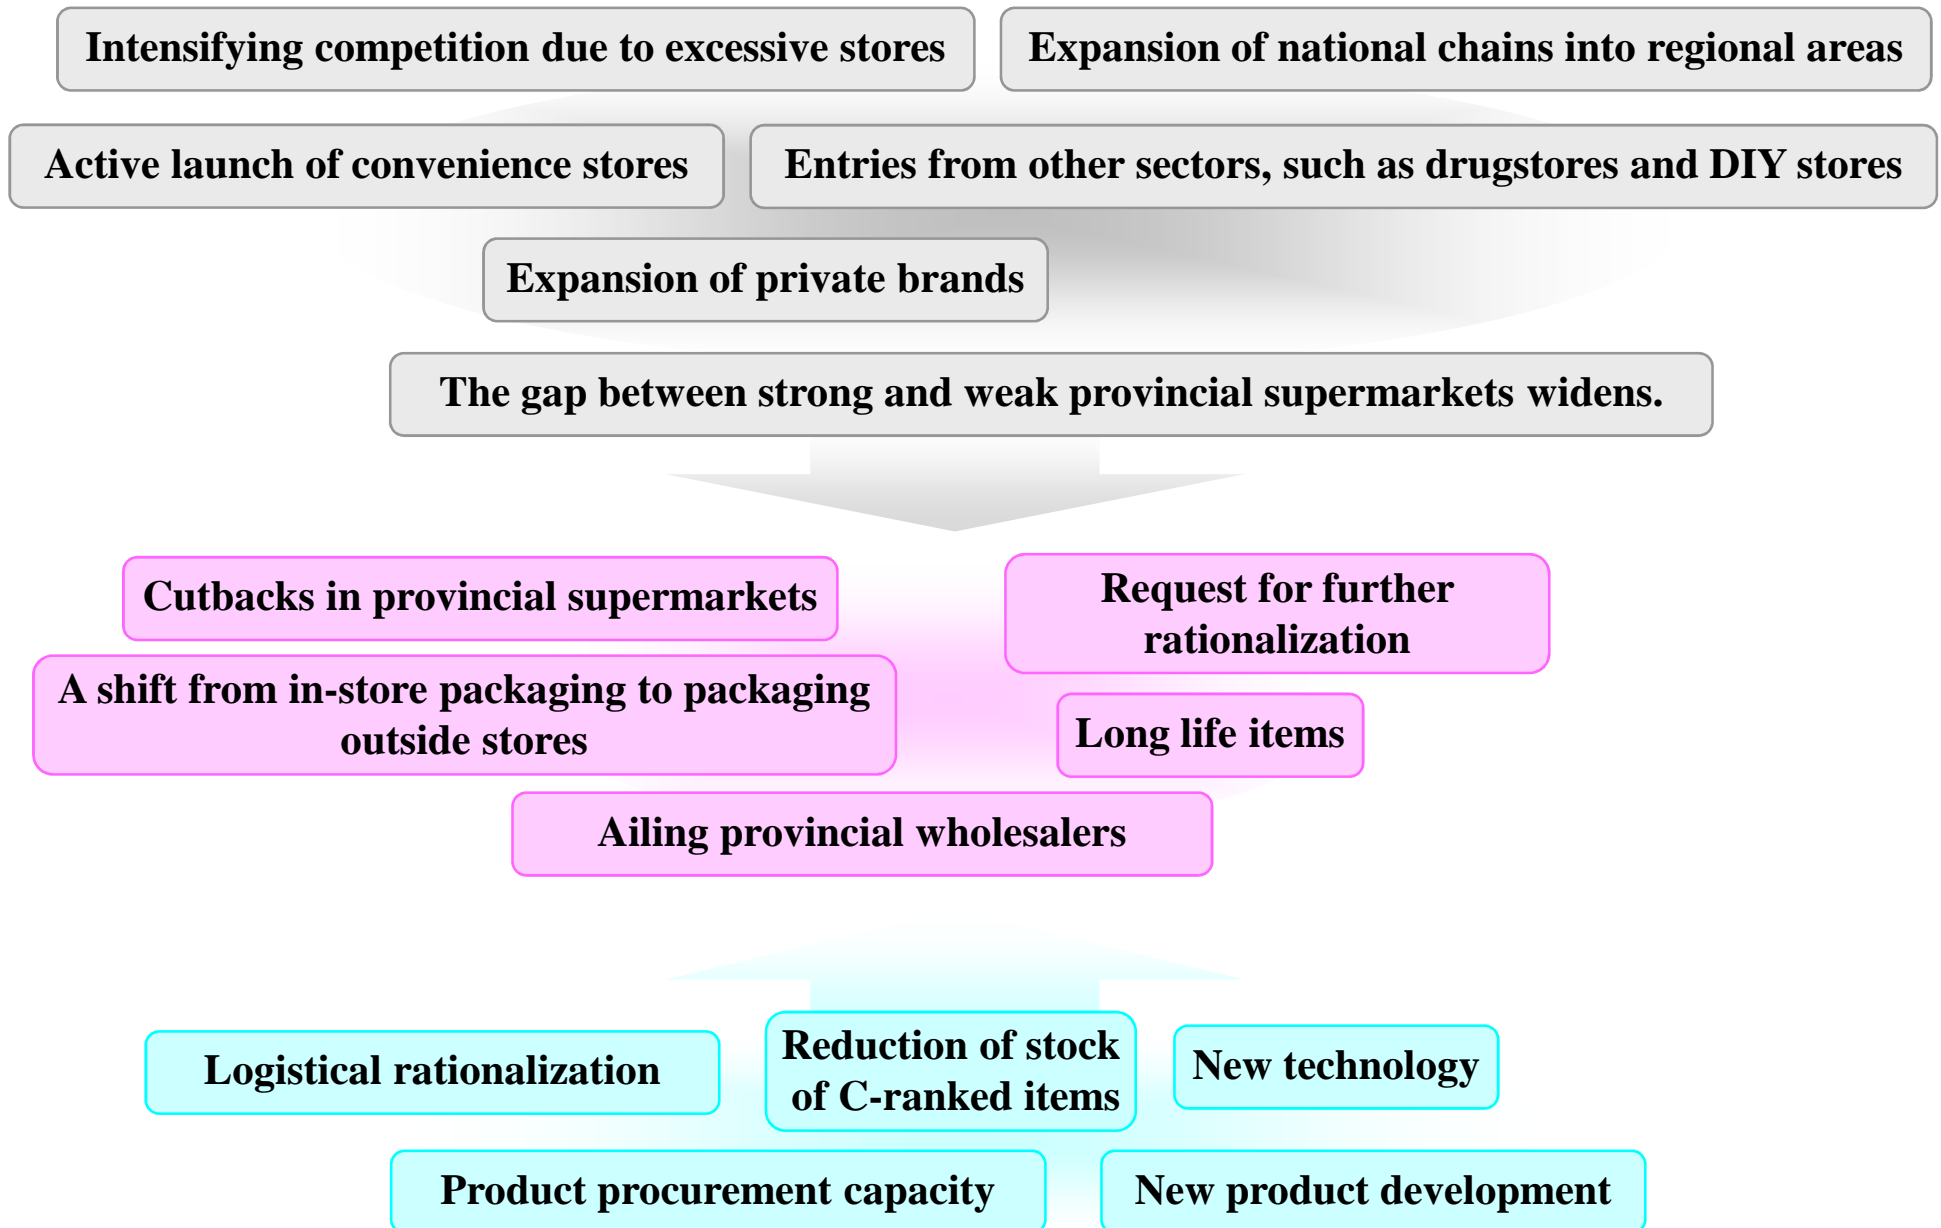 Intensifying competition due to excessive stores
Expansion of national chains into regional areas
Active launch of convenience stores
Entries from other sectors, such as drugstores and DIY stores
Expansion of private brands
The gap between strong and weak provincial supermarkets widens.
Cutbacks in provincial supermarkets
Request for further
rationalization
A shift from in-store packaging to packaging
outside stores
Long life items
Ailing provincial wholesalers
Logistical rationalization
Reduction of stock
of C-ranked items
New technology
Product procurement capacity
New product development